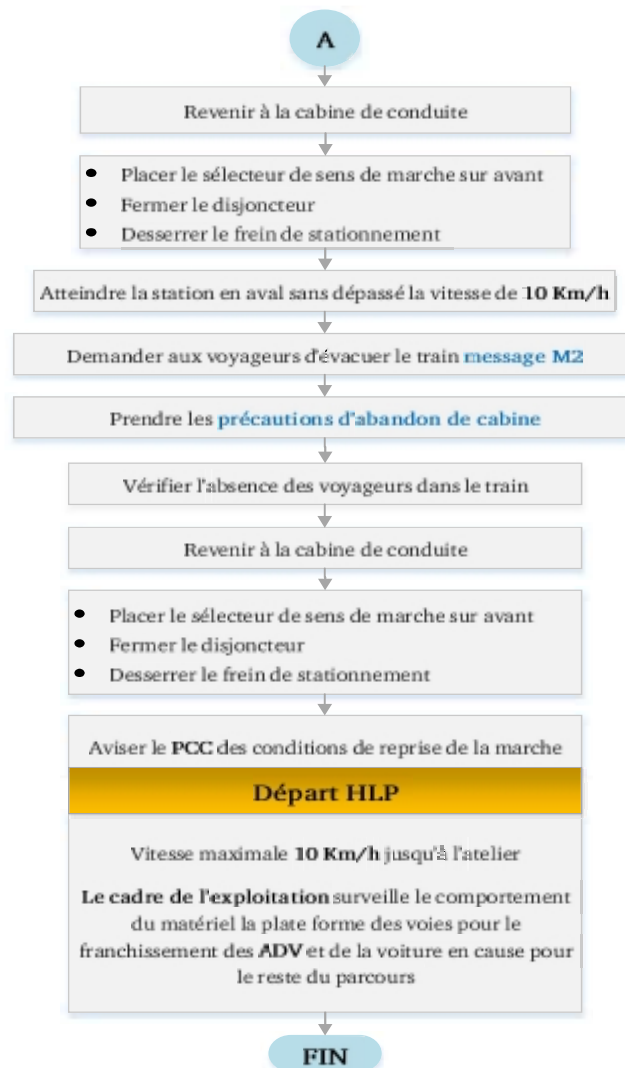 A
Revenir à la cabine de conduite
• Placer le sélecteur de sens de marche sur avant
• Fermer le disjoncteur
• Desserrer le frein de stationnement
Atteindre la station en aval sans dépassé la vitesse de 10 Km/h
Demander aux voyageurs d'évacuer le train message M2
Prendre les précautions d'abandon de cabine
Vérifier l'absence des voyageurs dans le train
Revenir à la cabine de conduite
• Placer le sélecteur de sens de marche sur avant
• Fermer le disjoncteur
• Desserrer le frein de stationnement
Aviser le PCC des conditions de reprise de la marche
Départ HLP
Vitesse maximale 10 Km/h jusqu'à l'atelier
Le cadre de l'exploitation surveille le comportement
du matériel la plate forme des voies pour le
franchissement des ADV et de la voiture en cause pour
le reste du parcours
FIN